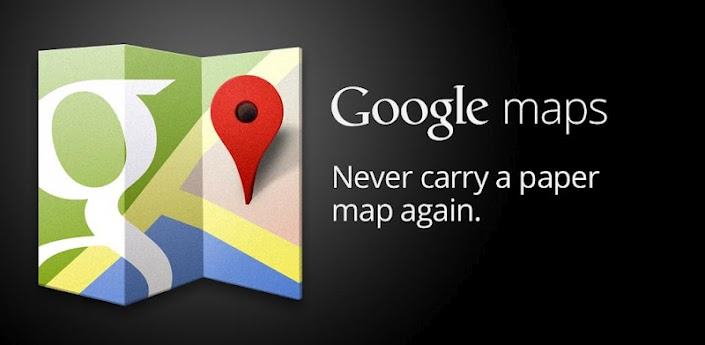 g
Google maps
Never carry a paper
map again.